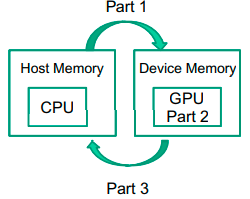 Part 1
Host Memory
Device Memory
CPU
GPU
Part 2
Part 3